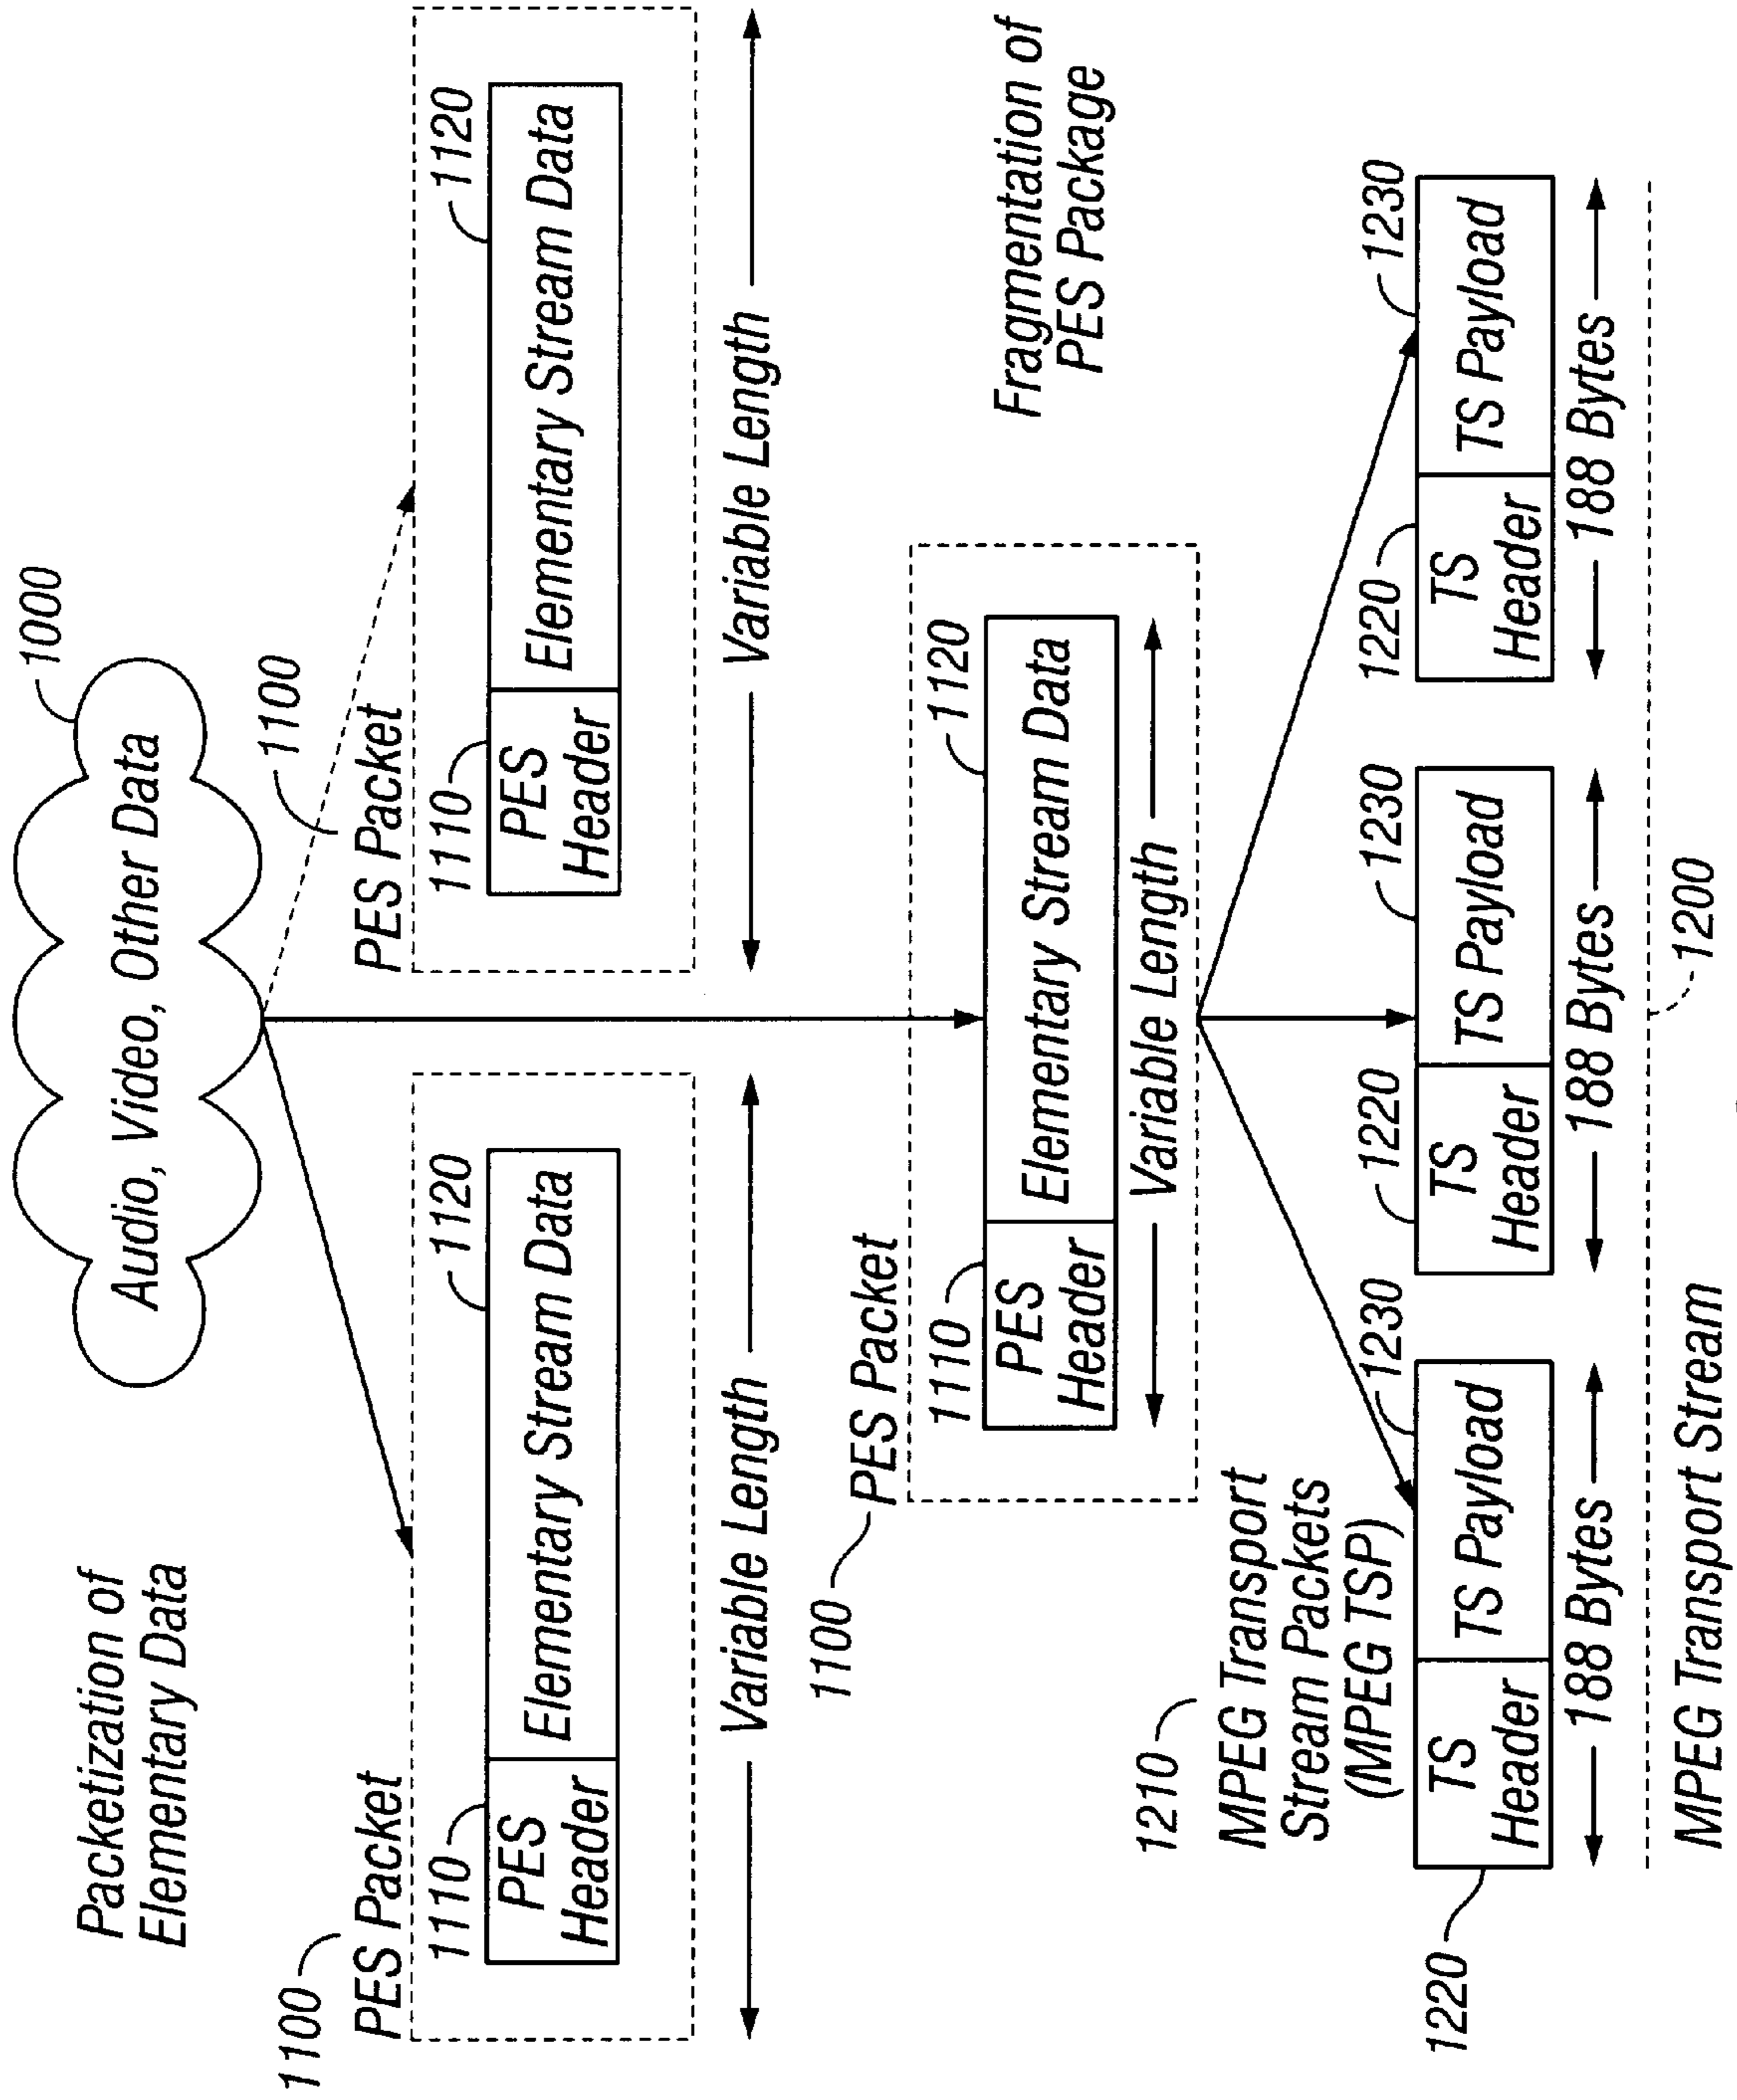 Packetization of
Elementary Data
Audio, Video, Other Data
1000
1100
PES Packet
1110
1120
PES
Header
Elementary Stream Data
Variable Length
1100
PES Packet
1110
1120
PES
Header
Elementary Stream Data
Variable Length
1100
PES Packet
1110
1120
PES
Header
Elementary Stream Data
Variable Length
Fragmentation of
PES Package
1210
MPEG Transport
Stream Packets
(MPEG TSP)
1220
1230
TS
Header
TS Payload
188 Bytes
1220
1230
TS
Header
TS Payload
188 Bytes
1220
1230
TS
Header
TS Payload
188 Bytes
MPEG Transport Stream
1200